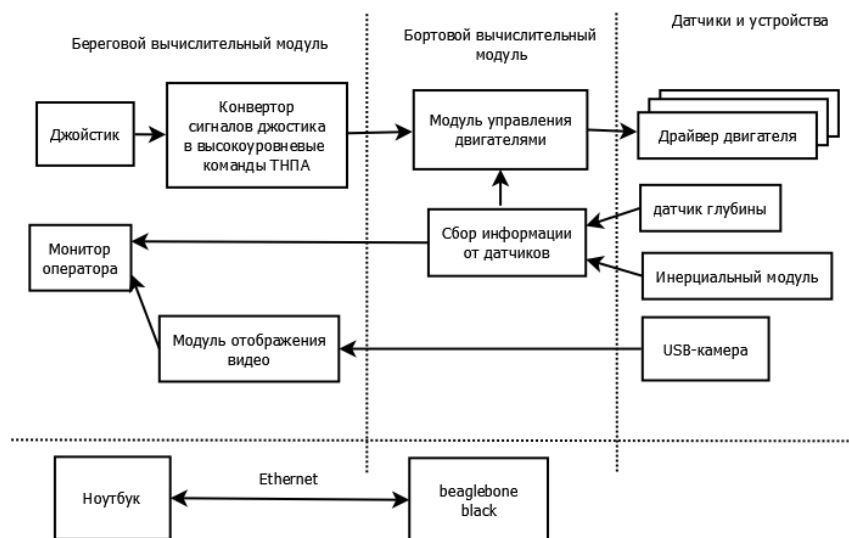 Береговой вычислительный модуль
Бортовой вычислительный
модуль
Датчики и устройства
Джойстик
Конвертор
сигналов джостика
в высокоуровневые
команды ТНПА
Модуль управления
двигателями
Драйвер двигателя
датчик глубины
Сбор информации
от датчиков
Монитор
оператора
Инерциальный модуль
Модуль отображения
видео
USB-камера
Ethernet
Ноутбук
beaglebone
black